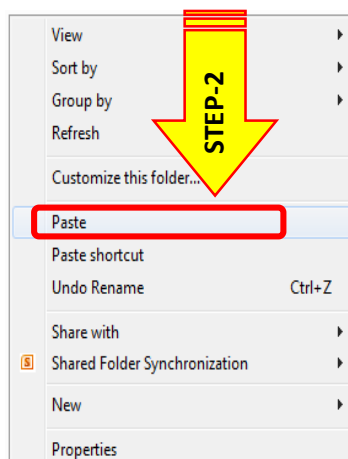 View
Sort by
Group by
Refresh
STEP-2
Customize this folder...
Paste
Paste shortcut
Undo Rename Ctrl+Z
Share with
S Shared Folder Synchronization
New
Properties